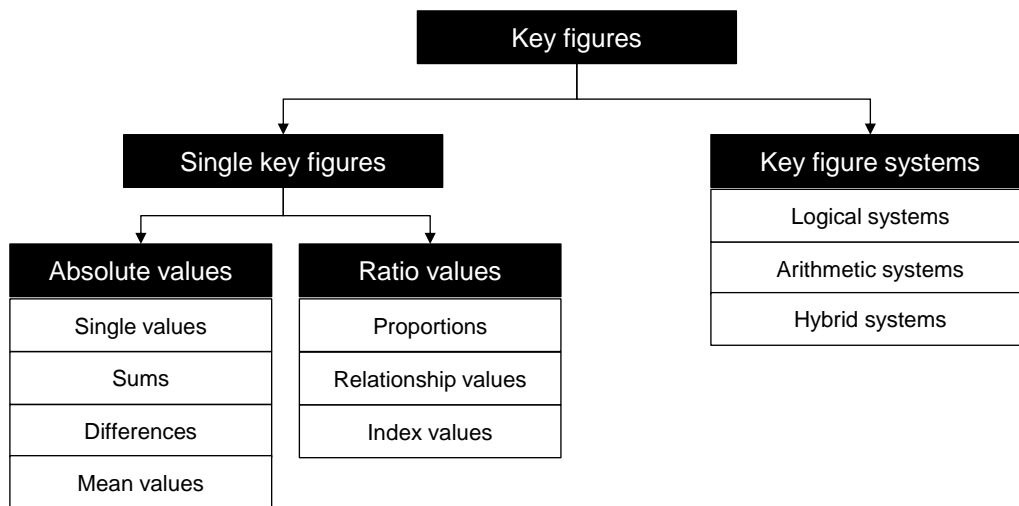 Key figures
Single key figures
Key figure systems
Logical systems
Arithmetic systems
Hybrid systems
Absolute values
Single values
Sums
Differences
Mean values
Ratio values
Proportions
Relationship values
Index values